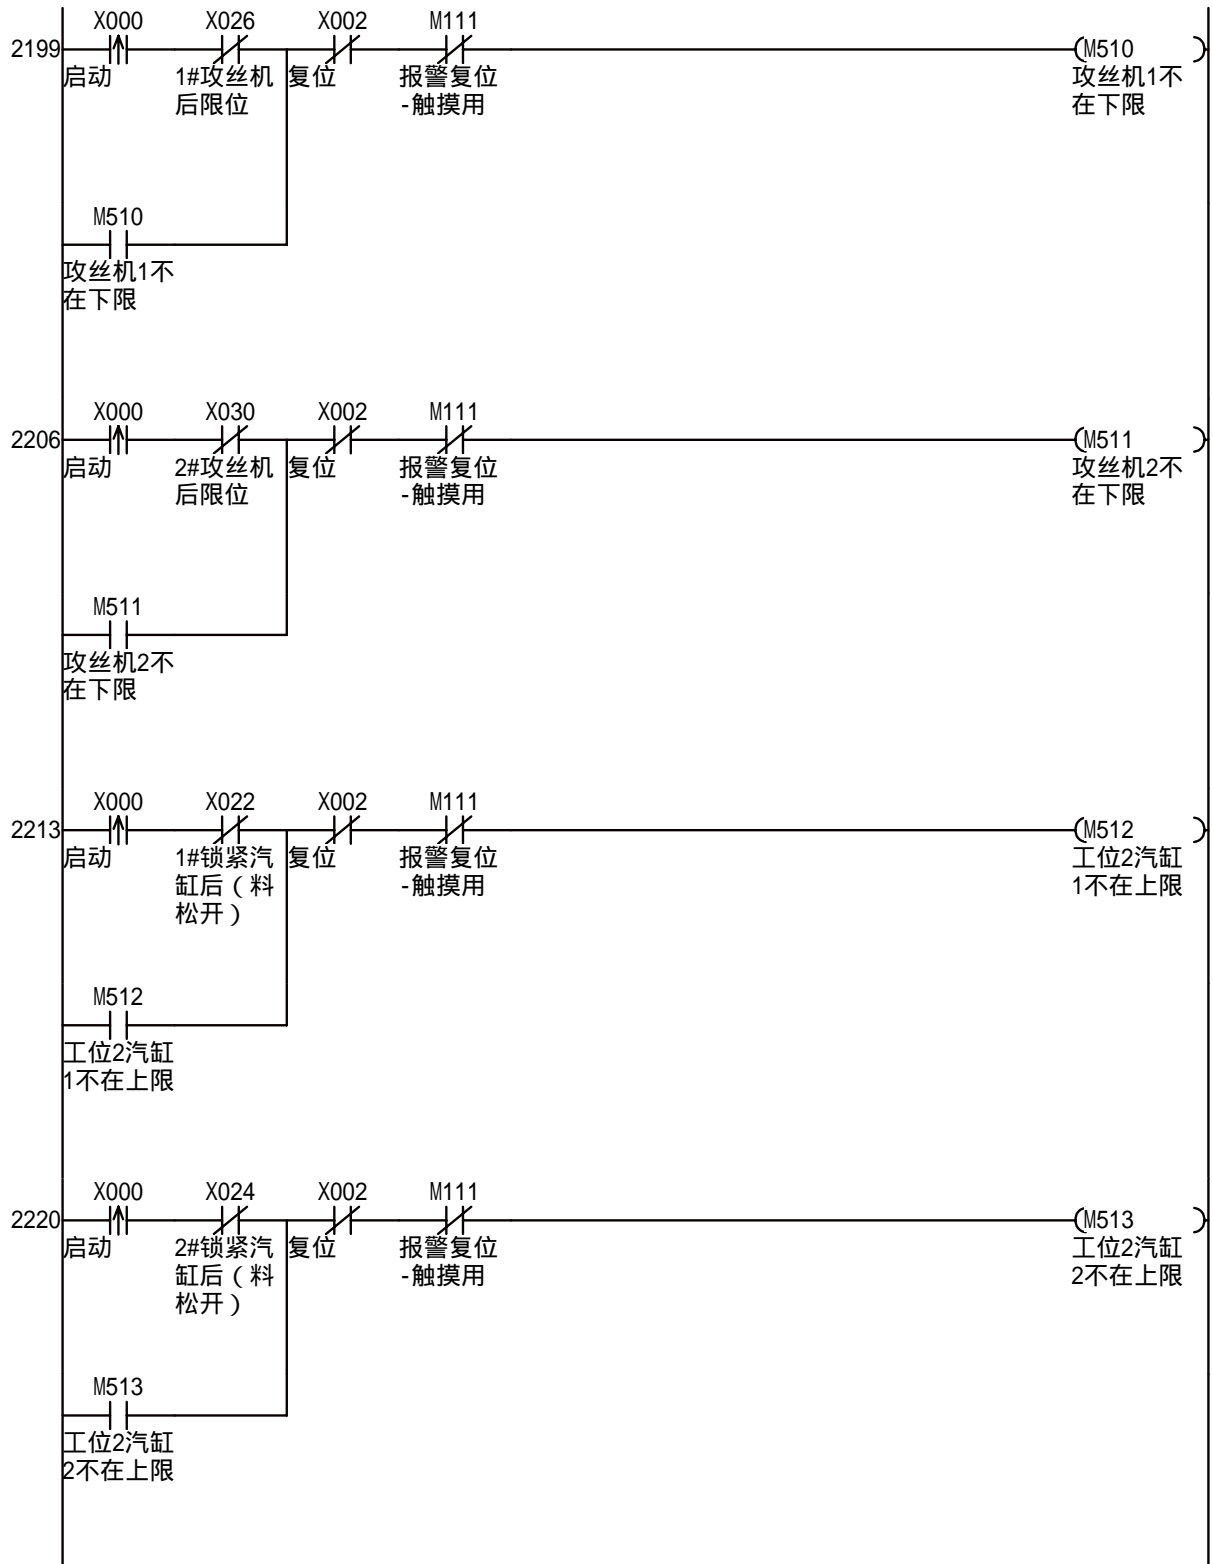 X000 X026 X002 M111
2199 (M510 )
启动 1#攻丝机 复位 报警复位 攻丝机1不
后限位 -触摸用 在下限
M510
攻丝机1不
在下限
X000 X030 X002 M111
2206 (M511 )
启动 2#攻丝机 复位 报警复位 攻丝机2不
后限位 -触摸用 在下限
M511
攻丝机2不
在下限
X000 X022 X002 M111
2213 (M512 )
启动 1#锁紧汽 复位 报警复位 工位2汽缸
缸后（料 -触摸用 1不在上限
松开）
M512
工位2汽缸
1不在上限
X000 X024 X002 M111
2220 (M513 )
启动 2#锁紧汽 复位 报警复位 工位2汽缸
缸后（料 -触摸用 2不在上限
松开）
M513
工位2汽缸
2不在上限